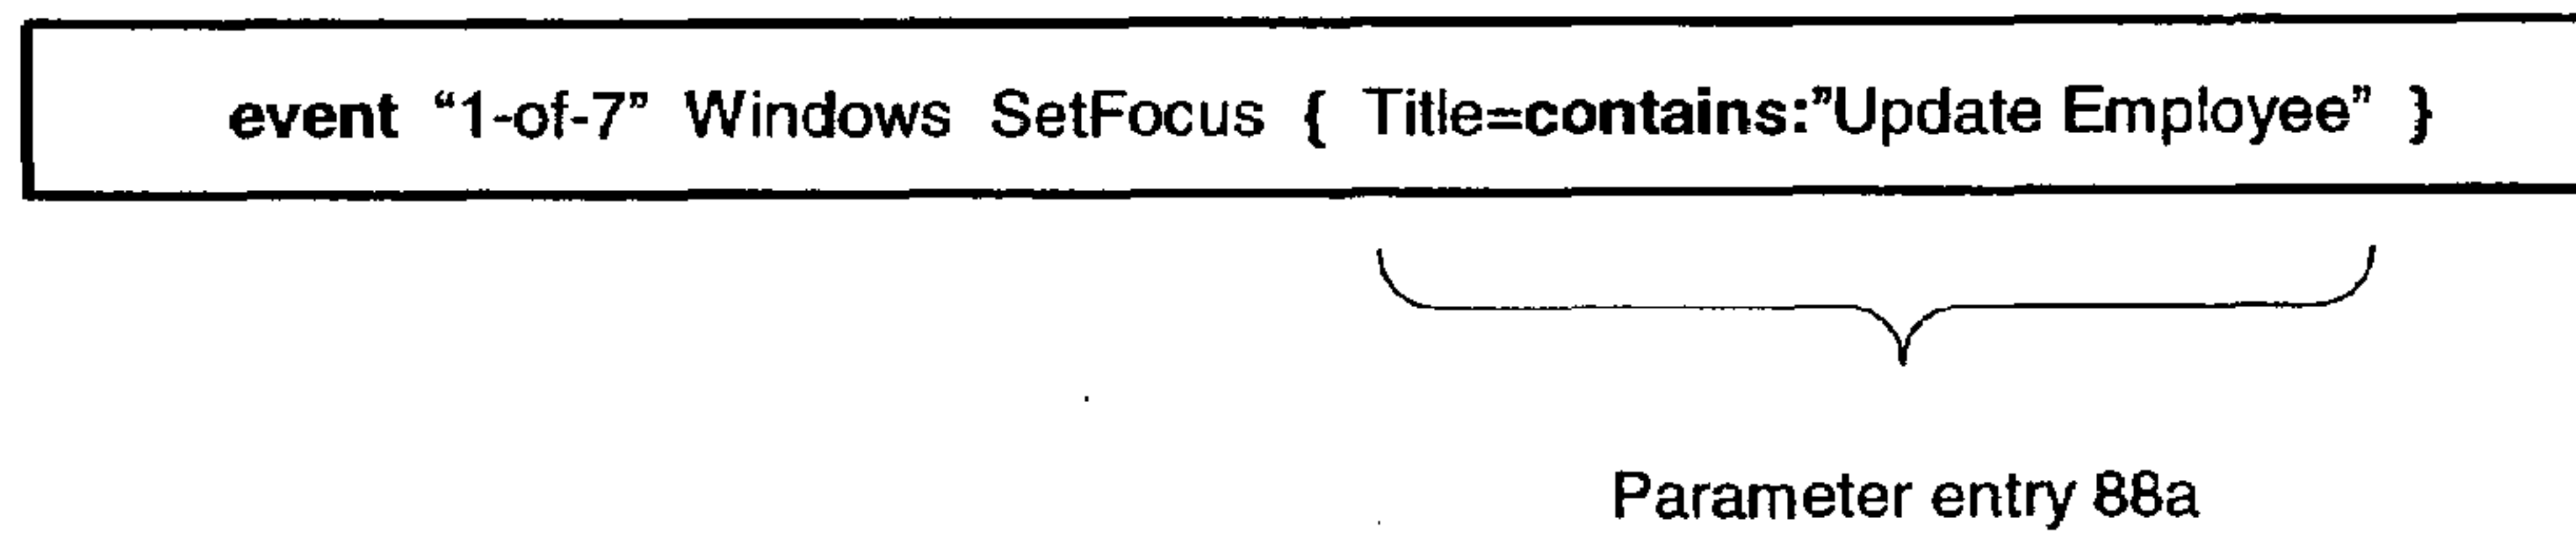 event “1-of-7” Windows SetFocus { Title=contains:”Update Employee” }
Parameter entry 88a